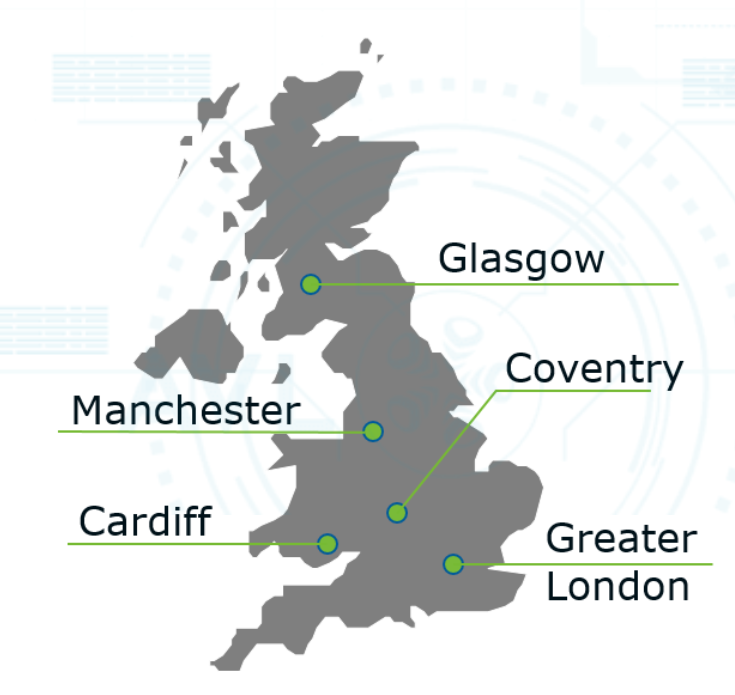 Glasgow
Coventry
Manchester
Cardiff
Greater
London